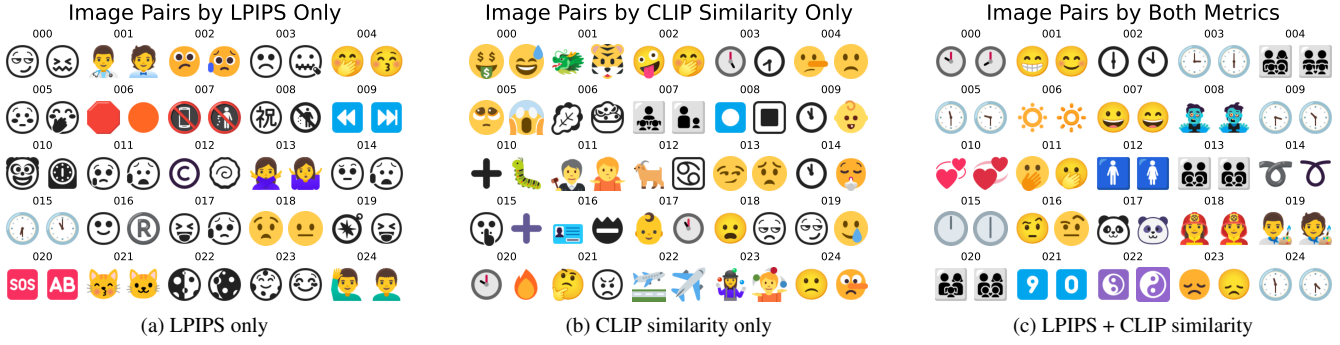 Image Pairs by LPIPS Only
000 001 002 003 004
005 006 007 008 009
祝
010 011 012 013 014
©
015 016 017 018 019
®
020 021 022 023 024
SOS AB
(a) LPIPS only
Image Pairs by CLIP Similarity Only
000 001 002 003 004
005 006 007 008 009
010 011 012 013 014
015 016 017 018 019
020 021 022 023 024
(b) CLIP similarity only
Image Pairs by Both Metrics
000 001 002 003 004
005 006 007 008 009
010 011 012 013 014
015 016 017 018 019
020 021 022 023 024
9 0
(c) LPIPS + CLIP similarity